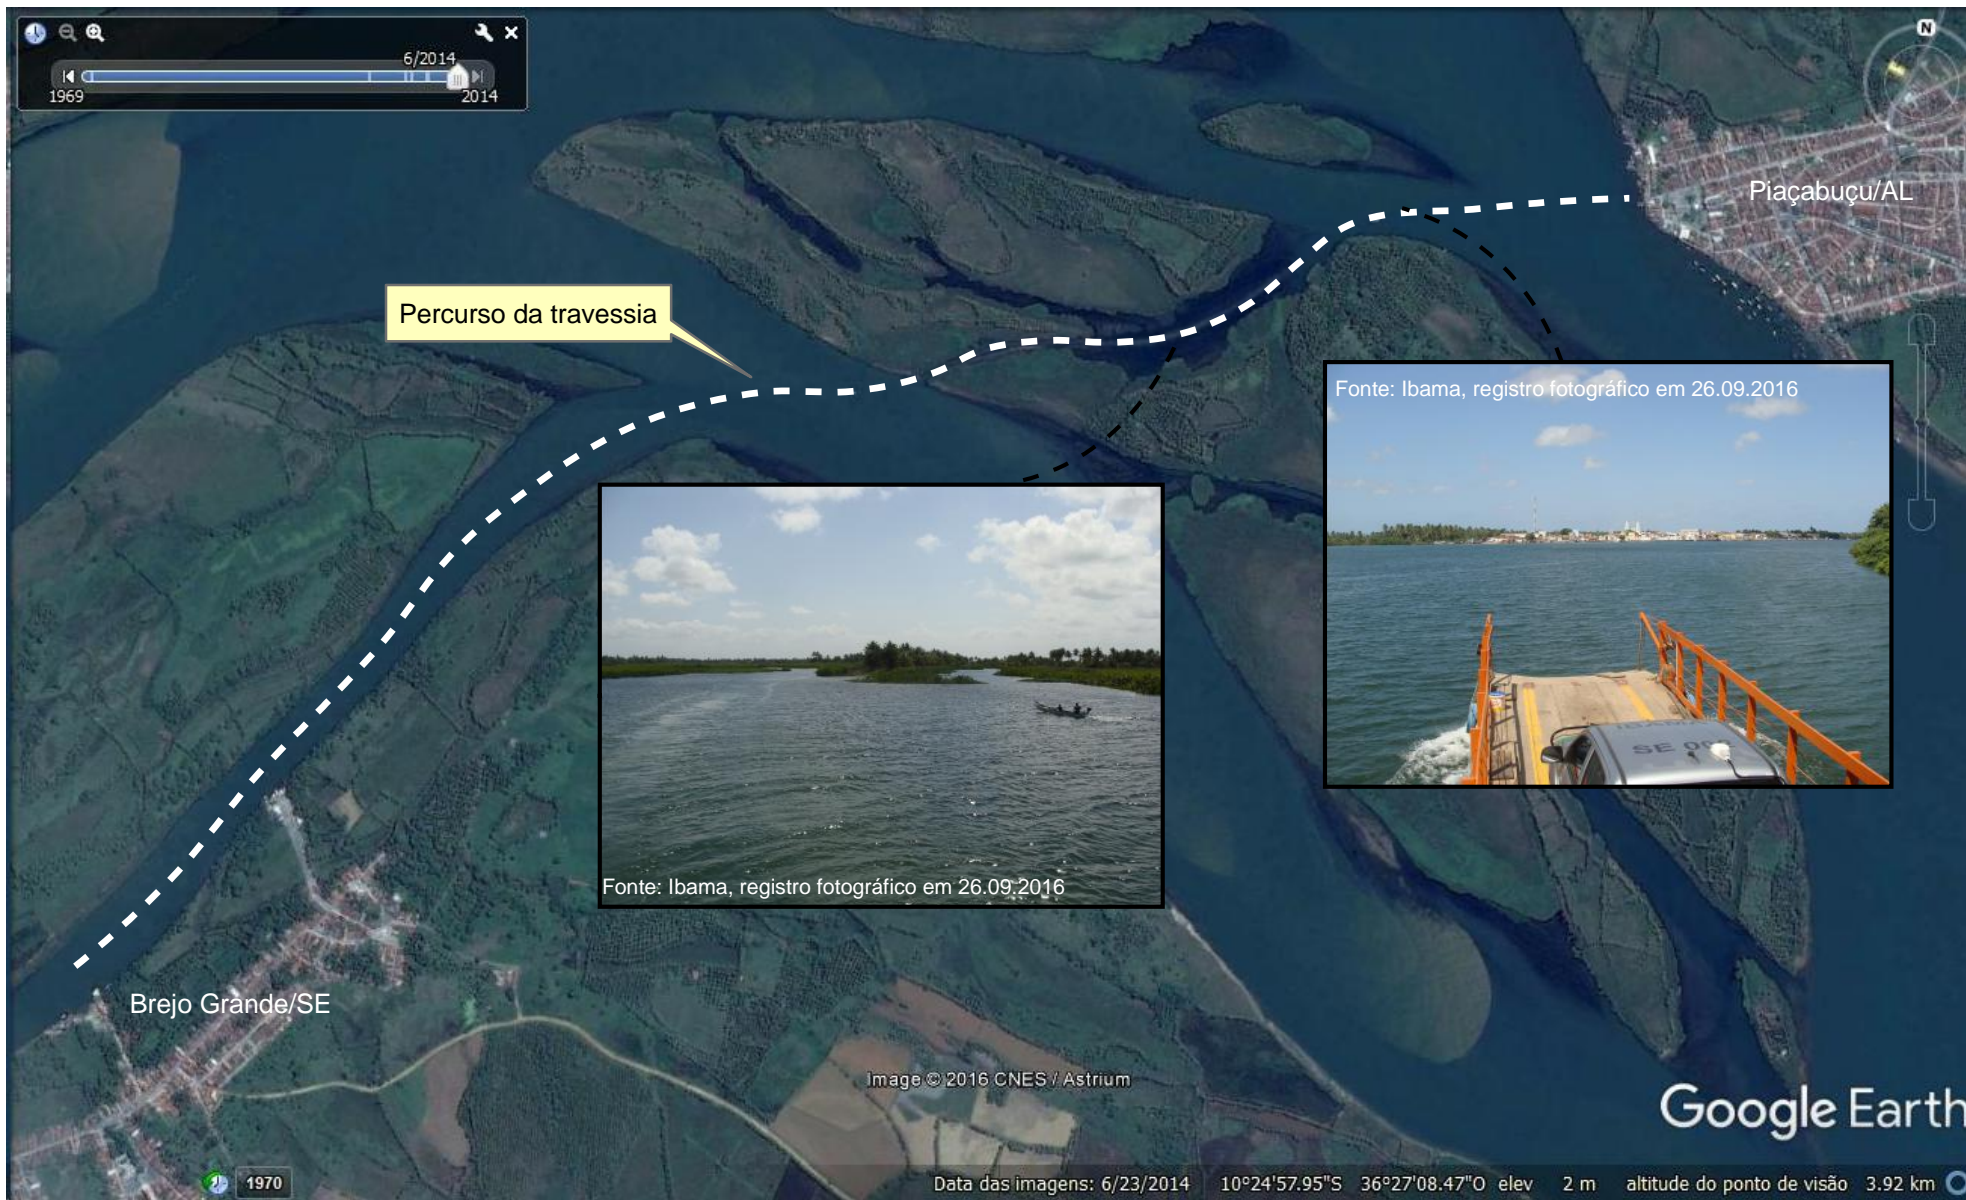 6/2014
1969
2014
N
Piaçabuçu/AL
Percurso da travessia
Fonte: Ibama, registro fotográfico em 26.09.2016
SE
Fonte: Ibama, registro fotográfico em 26.09.2016
Brejo Grande/SE
Image © 2016 CNES / Astrium
Google Earth
1970
Data das imagens: 6/23/2014 10°24'57.95"S 36°27'08.47"O elev 2 m altitude do ponto de visão 3.92 km